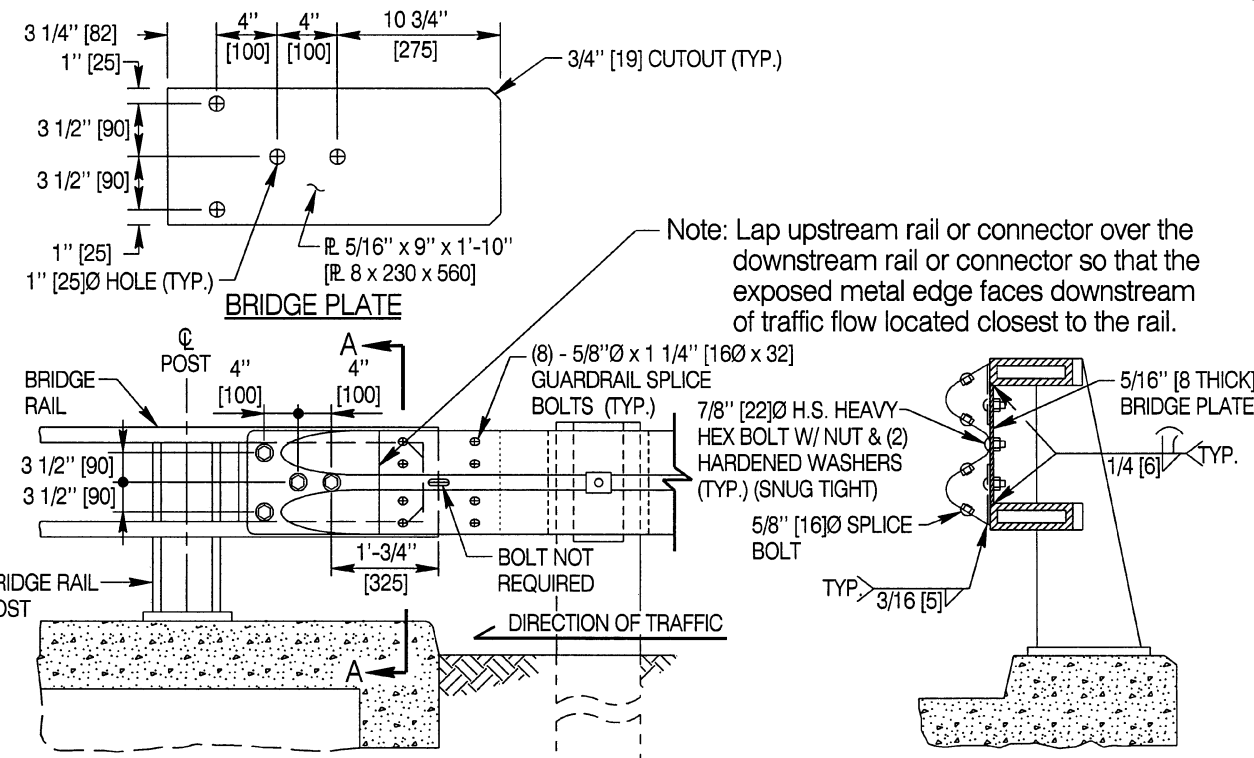 3 1/4" [82]
4"
[100]
4"
[100]
10 3/4"
[275]
3/4" [19] CUTOUT (TYP.)
1" [25]
3 1/2" [90]
3 1/2" [90]
1" [25]
1" [25]Ø HOLE (TYP.)
PL 5/16" x 9" x 1'-10"
[PL 8 x 230 x 560]
BRIDGE PLATE
Note: Lap upstream rail or connector over the
downstream rail or connector so that the
exposed metal edge faces downstream
of traffic flow located closest to the rail.
CL
POST
BRIDGE
RAIL
4"
[100]
A
4"
[100]
(8) - 5/8"Ø x 1 1/4" [16Ø x 32]
GUARDRAIL SPLICE
BOLTS (TYP.)
3 1/2" [90]
3 1/2" [90]
1'-3/4"
[325]
BOLT NOT
REQUIRED
RIDGE RAIL
OST
DIRECTION OF TRAFFIC
A
7/8" [22]Ø H.S. HEAVY
HEX BOLT W/ NUT & (2)
HARDENED WASHERS
(TYP.) (SNUG TIGHT)
5/8" [16]Ø SPLICE
BOLT
5/16" [8 THICK]
BRIDGE PLATE
1/4 [6]
TYP.
TYP.
3/16 [5]